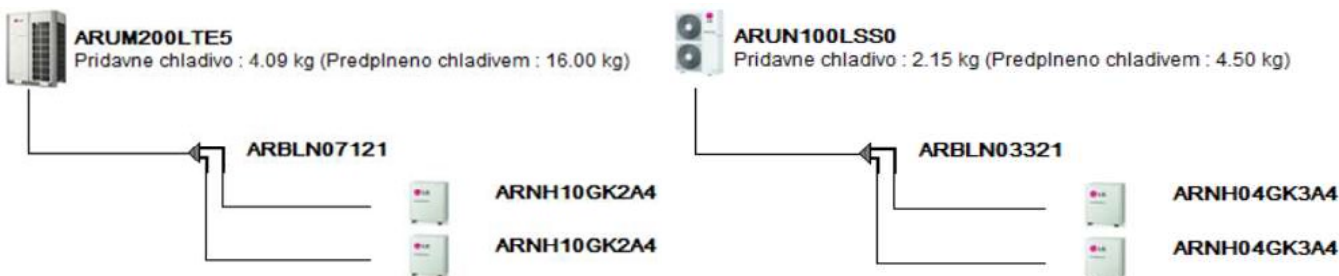 ARUM200LTE5
Pridavne chladivo : 4.09 kg (Predplneno chladivem : 16.00 kg)
ARBLN07121
ARNH10GK2A4
ARNH10GK2A4
ARUN100LSS0
Pridavne chladivo : 2.15 kg (Predplneno chladivem : 4.50 kg)
ARBLN03321
ARNH04GK3A4
ARNH04GK3A4